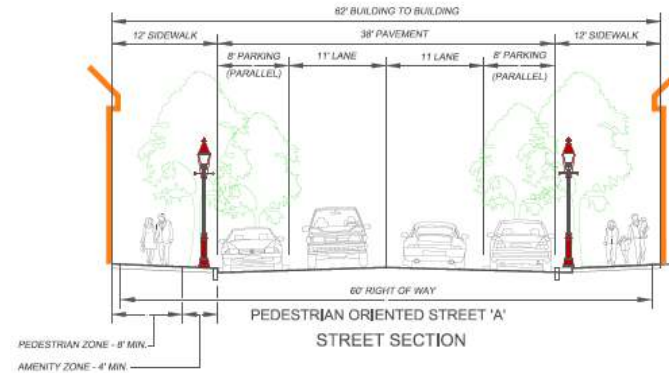 62' BUILDING TO BUILDING
12' SIDEWALK
38' PAVEMENT
12' SIDEWALK
8' PARKING
(PARALLEL)
11' LANE
11 LANE
8' PARKING
(PARALLEL)
60' RIGHT OF WAY
PEDESTRIAN ORIENTED STREET 'A'
STREET SECTION
PEDESTRIAN ZONE - 8' MIN.
AMENITY ZONE - 4' MIN.